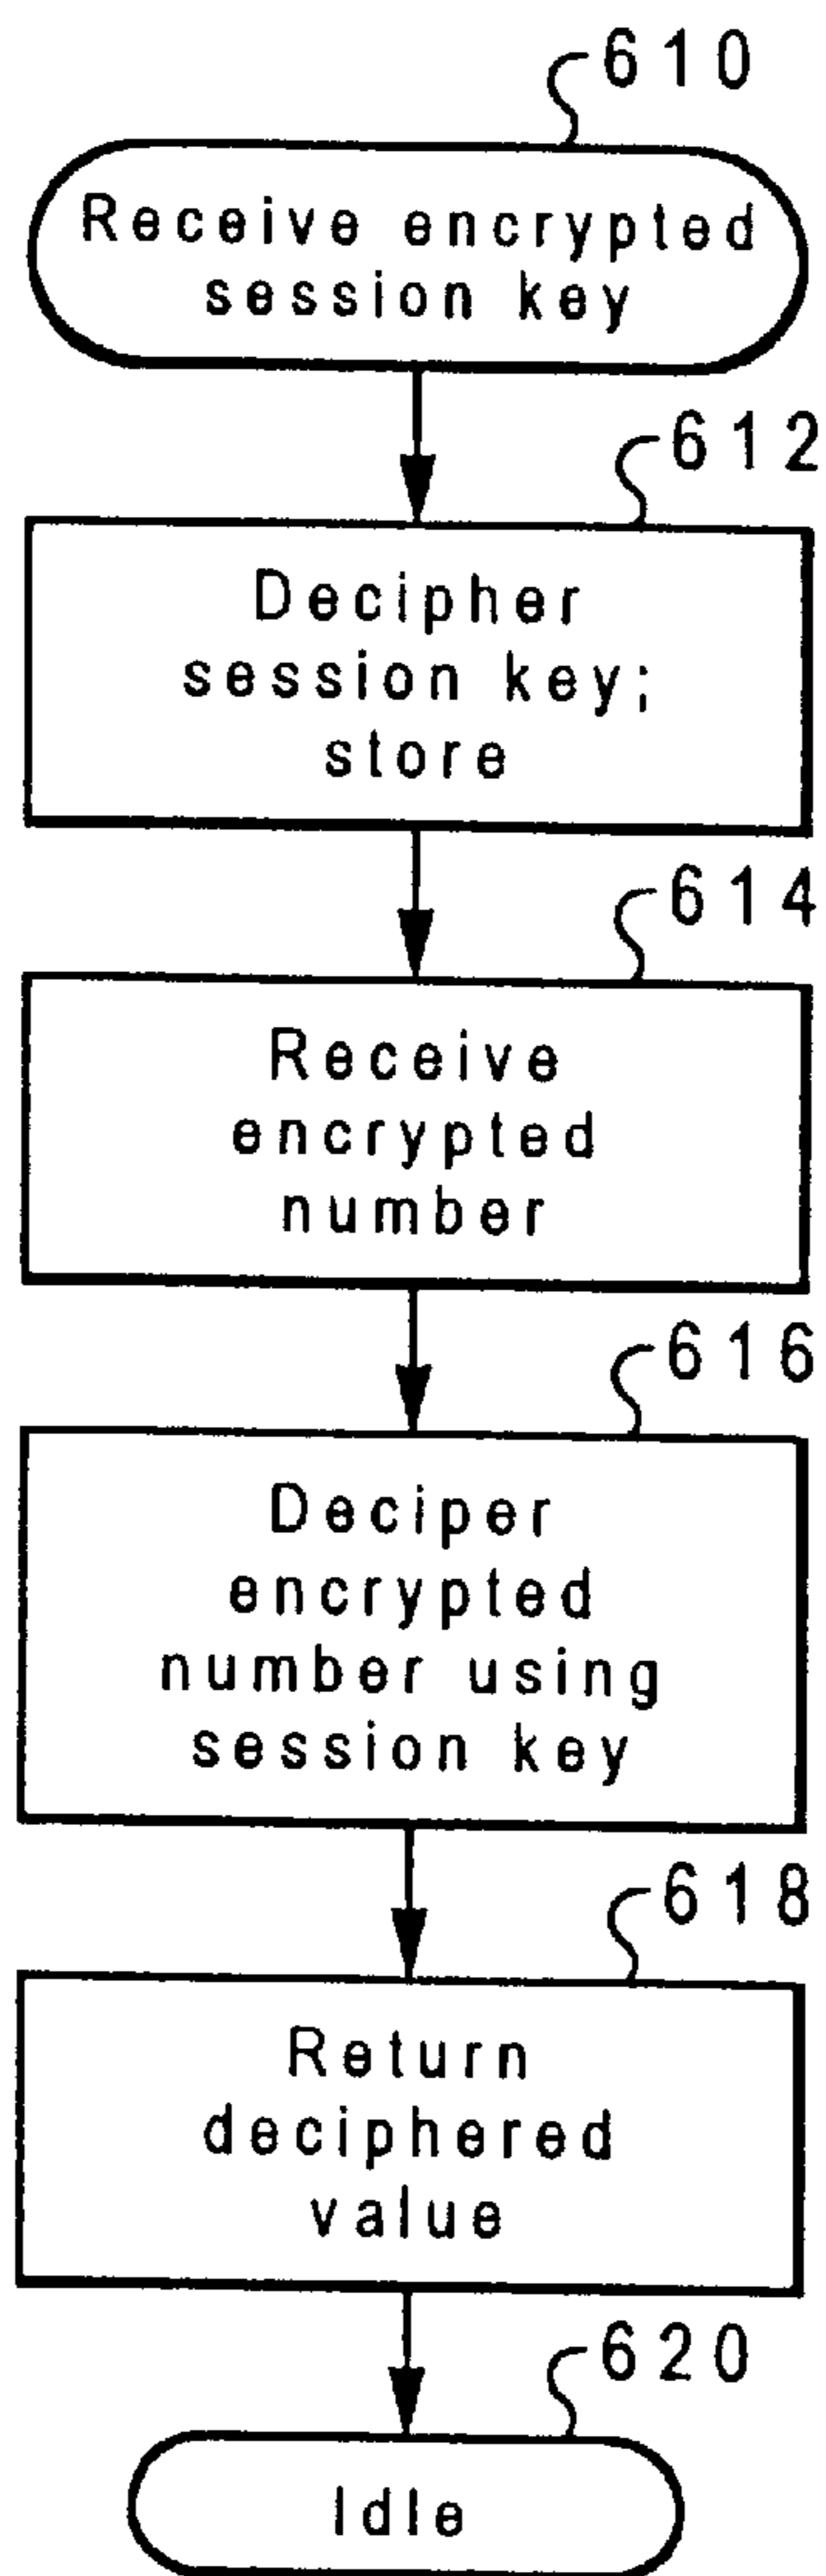 610
Receive encrypted
session key
612
Decipher
session key;
store
614
Receive
encrypted
number
616
Deciper
encrypted
number using
session key
618
Return
deciphered
value
620
Idle